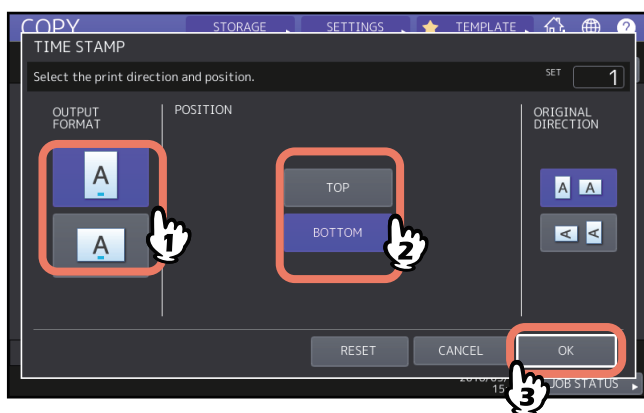 COPY STORAGE SETTINGS TEMPLATE ?
TIME STAMP
Select the print direction and position.
SET 1
OUTPUT
FORMAT
POSITION
ORIGINAL
DIRECTION
A
A
1
TOP
BOTTOM
2
A A
A A
RESET CANCEL OK
3
JOB STATUS